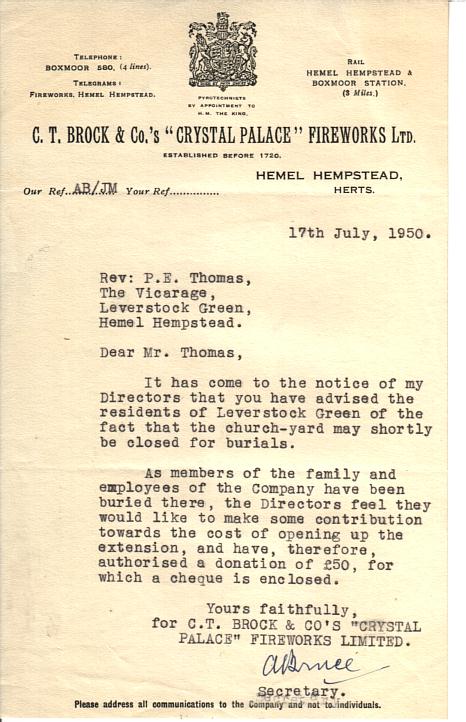 TELEPHONE:
BOXMOOR 580, (4 lines).
TELEGRAMS:
FIREWORKS, HEMEL HEMPSTEAD.
PYROTECHNISTS
BY APPOINTMENT TO
H.M. THE KING.
RAIL
HEMEL HEMPSTEAD &
BOXMOOR STATION.
(3 Miles.)
C. T. BROCK & Co.'s "CRYSTAL PALACE" FIREWORKS LTD.
ESTABLISHED BEFORE 1720.
HEMEL HEMPSTEAD,
HERTS.
Our Ref...AB/JM Your Ref...............
17th July, 1950.
Rev: P.E. Thomas,
The Vicarage,
Leverstock Green,
Hemel Hempstead.
Dear Mr. Thomas,
It has come to the notice of my
Directors that you have advised the
residents of Leverstock Green of the
fact that the church-yard may shortly
be closed for burials.
As members of the family and
employees of the Company have been
buried there, the Directors feel they
would like to make some contribution
towards the cost of opening up the
extension, and have, therefore,
authorised a donation of £50, for
which a cheque is enclosed.
Yours faithfully,
for C.T. BROCK & CO'S "CRYSTAL
PALACE" FIREWORKS LIMITED.
ABruce
Secretary.
Please address all communications to the Company and not to individuals.